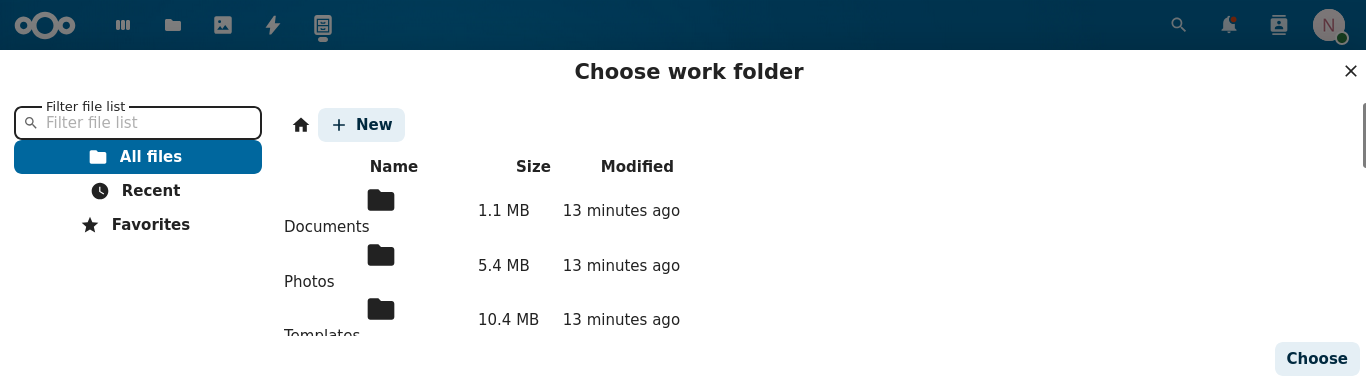 N
Choose work folder
Filter file list
Filter file list
All files
Recent
Favorites
New
Name Size Modified
Documents 1.1 MB 13 minutes ago
Photos 5.4 MB 13 minutes ago
Templates 10.4 MB 13 minutes ago
Choose